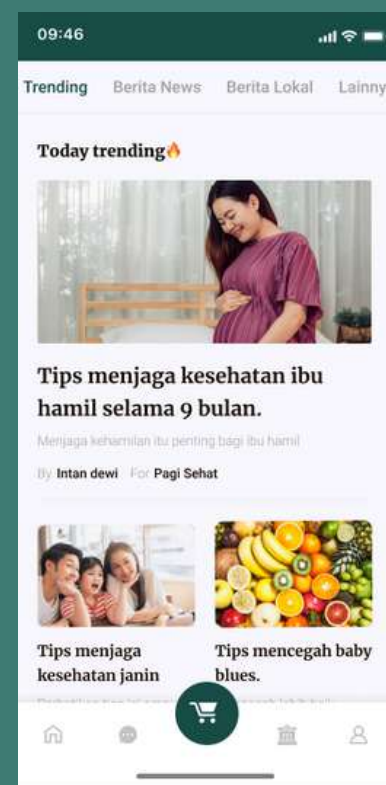 09:46
Trending Berita News Berita Lokal Lainny
Today trending🔥
Tips menjaga kesehatan ibu
hamil selama 9 bulan.
Menjaga kehamilan itu penting bagi ibu hamil
By Intan dewi For Pagi Sehat
Tips menjaga
kesehatan janin
Tips mencegah baby
blues.